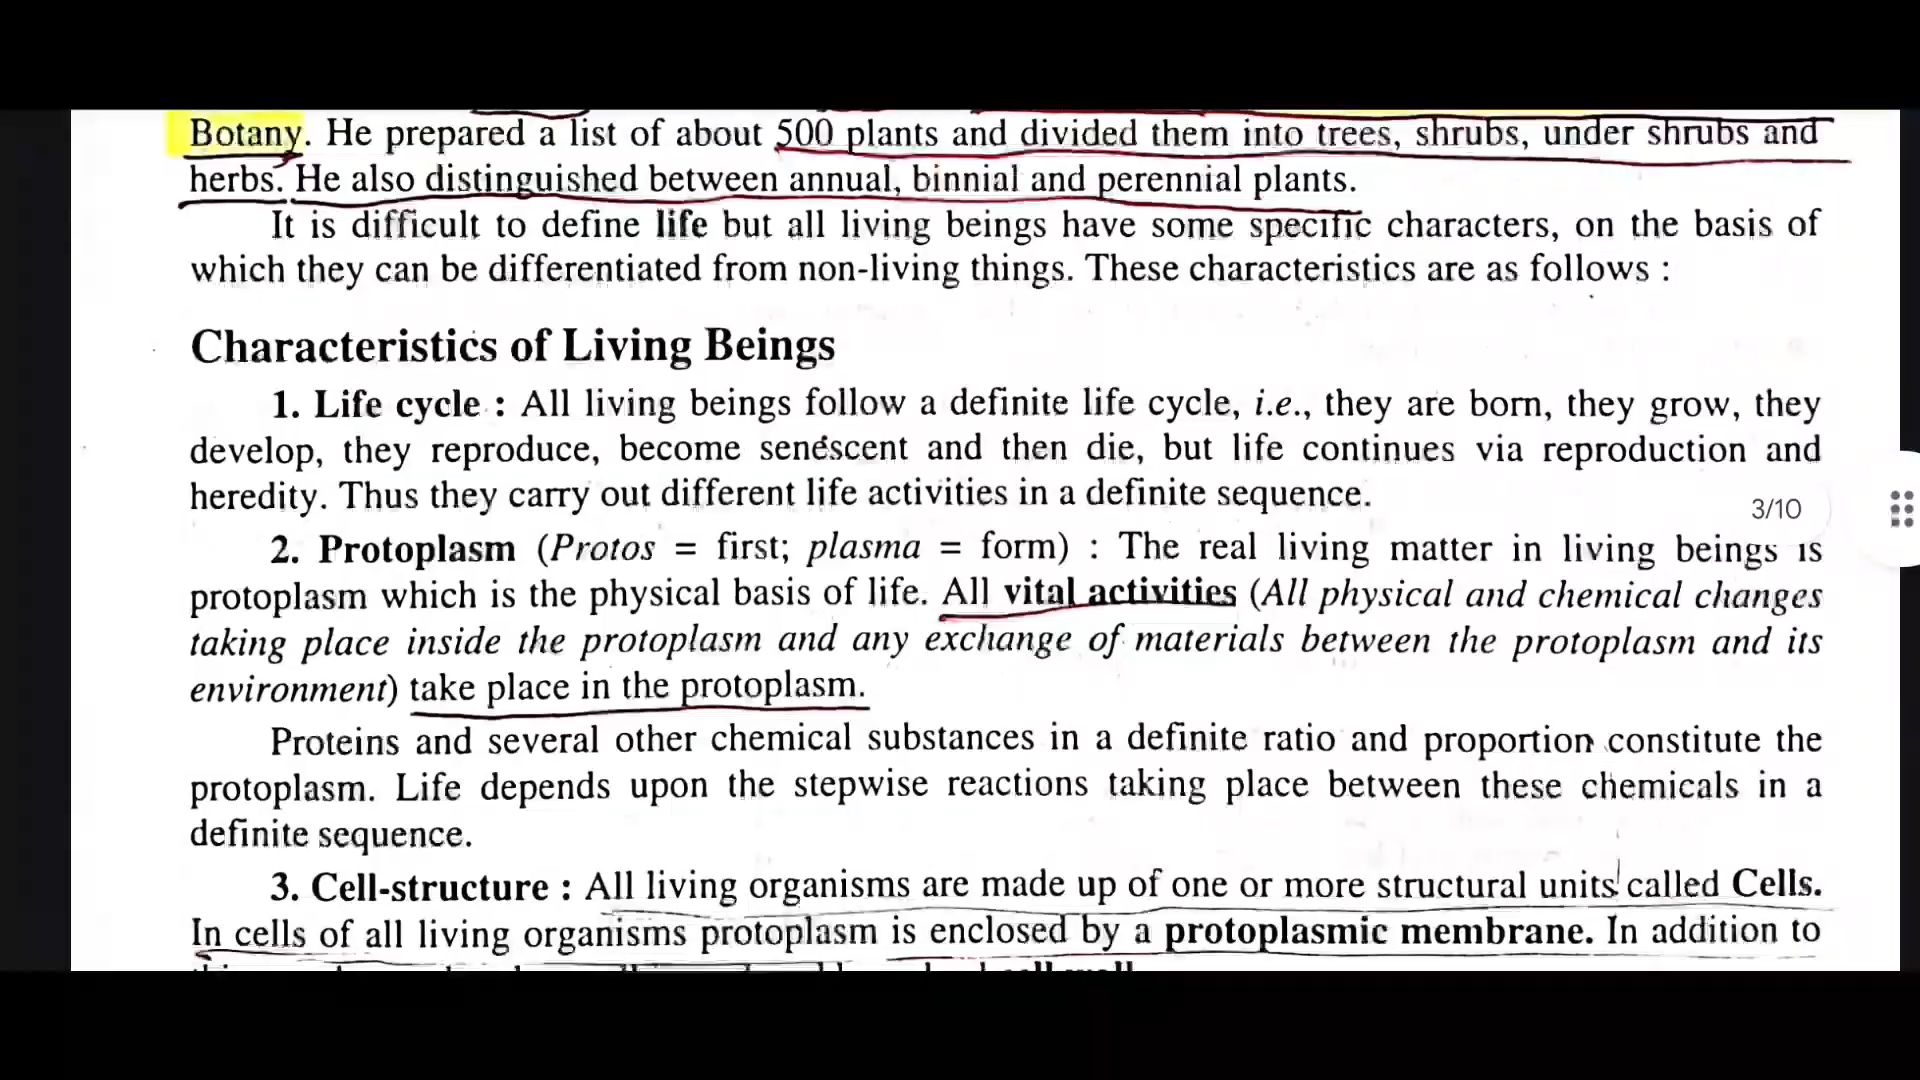 Botany. He prepared a list of about 500 plants and divided them into trees, shrubs, under shrubs and
herbs. He also distinguished between annual, binnial and perennial plants.
It is difficult to define life but all living beings have some specific characters, on the basis of
which they can be differentiated from non-living things. These characteristics are as follows :
Characteristics of Living Beings
1. Life cycle : All living beings follow a definite life cycle, i.e., they are born, they grow, they
develop, they reproduce, become senescent and then die, but life continues via reproduction and
heredity. Thus they carry out different life activities in a definite sequence.
3/10
2. Protoplasm (Protos = first; plasma = form) : The real living matter in living beings is
protoplasm which is the physical basis of life. All vital activities (All physical and chemical changes
taking place inside the protoplasm and any exchange of materials between the protoplasm and its
environment) take place in the protoplasm.
Proteins and several other chemical substances in a definite ratio and proportion constitute the
protoplasm. Life depends upon the stepwise reactions taking place between these chemicals in a
definite sequence.
3. Cell-structure : All living organisms are made up of one or more structural units called Cells.
In cells of all living organisms protoplasm is enclosed by a protoplasmic membrane. In addition to
cell wall